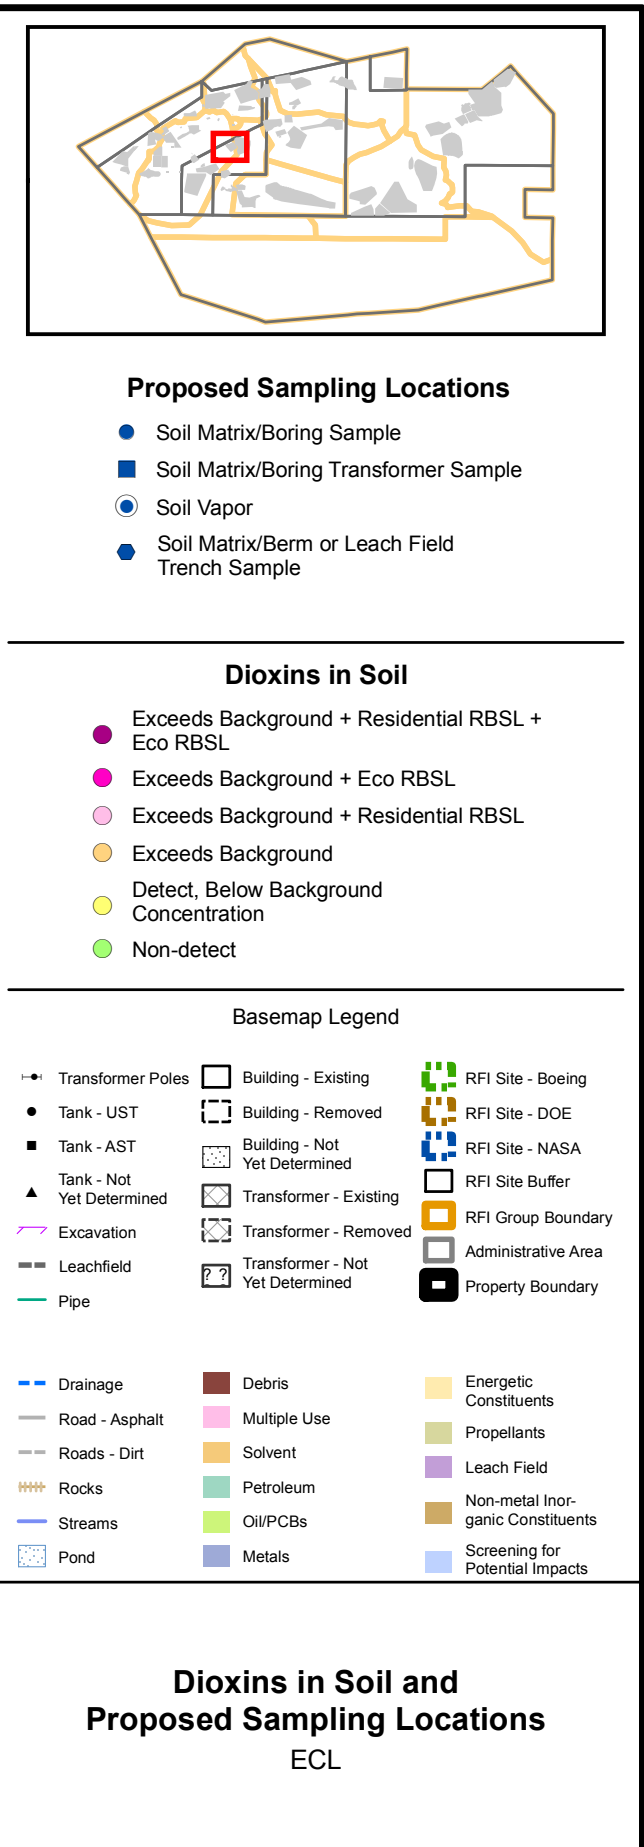 Proposed Sampling Locations
Soil Matrix/Boring Sample
Soil Matrix/Boring Transformer Sample
Soil Vapor
Soil Matrix/Berm or Leach Field
Trench Sample
Dioxins in Soil
Exceeds Background + Residential RBSL +
Eco RBSL
Exceeds Background + Eco RBSL
Exceeds Background + Residential RBSL
Exceeds Background
Detect, Below Background
Concentration
Non-detect
Basemap Legend
Transformer Poles
Tank - UST
Tank - AST
Tank - Not
Yet Determined
Excavation
Leachfield
Pipe
Building - Existing
Building - Removed
Building - Not
Yet Determined
Transformer - Existing
Transformer - Removed
? ?
Transformer - Not
Yet Determined
RFI Site - Boeing
RFI Site - DOE
RFI Site - NASA
RFI Site Buffer
RFI Group Boundary
Administrative Area
Property Boundary
Drainage
Road - Asphalt
Roads - Dirt
Rocks
Streams
Pond
Debris
Multiple Use
Solvent
Petroleum
Oil/PCBs
Metals
Energetic
Constituents
Propellants
Leach Field
Non-metal Inor-
ganic Constituents
Screening for
Potential Impacts
Dioxins in Soil and
Proposed Sampling Locations
ECL